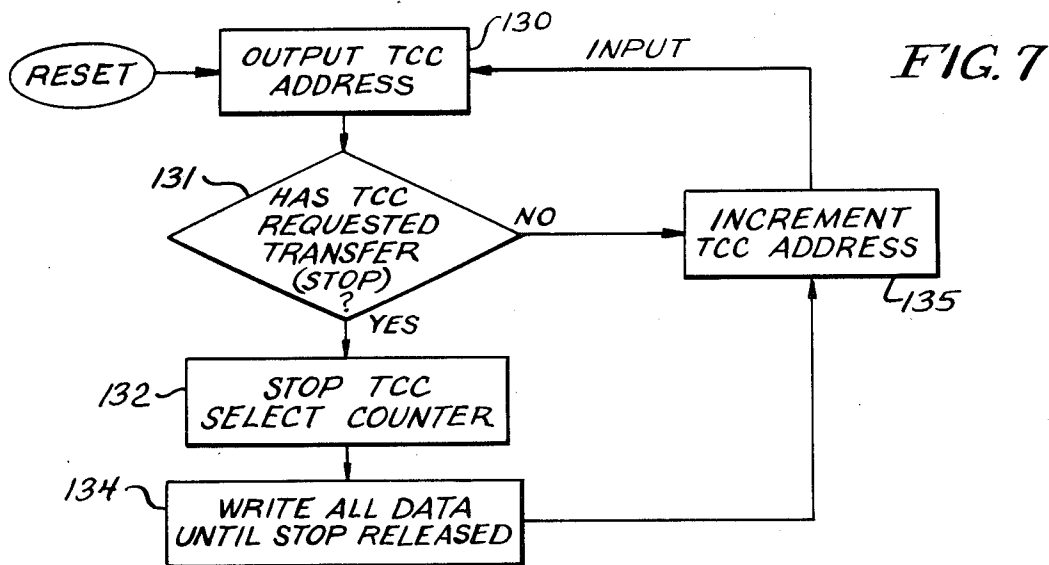 FIG. 7
RESET
130
OUTPUT TCC
ADDRESS
INPUT
131
HAS TCC
REQUESTED
TRANSFER
(STOP)
?
NO
YES
INCREMENT
TCC ADDRESS
135
132
STOP TCC
SELECT COUNTER
134
WRITE ALL DATA
UNTIL STOP RELEASED